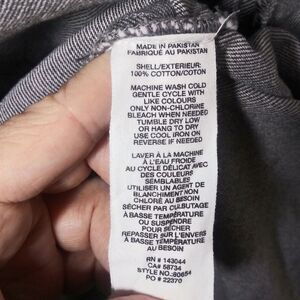 MADE IN PAKISTAN
FABRIQUÉ AU PAKISTAN
SHELL/EXTERIEUR:
100% COTTON/COTON
MACHINE WASH COLD
GENTLE CYCLE WITH
LIKE COLOURS
ONLY NON-CHLORINE
BLEACH WHEN NEEDED
TUMBLE DRY LOW
OR HANG TO DRY
USE COOL IRON ON
REVERSE IF NEEDED
LAVER À LA MACHINE
À L'EAU FROIDE
AU CYCLE DÉLICAT AVEC
DES COULEURS
SEMBLABLES
UTILISER UN AGENT DE
BLANCHIMENT NON
CHLORÉ AU BESOIN
SÉCHER PAR CULBUTAGE
À BASSE TEMPÉRATURE
OU SUSPENDRE
POUR SÉCHER
REPASSER SUR L'ENVERS
À BASSE TEMPÉRATURE
AU BESOIN
RN # 143044
CA# 58734
STYLE NO.:80654
PO # 22370